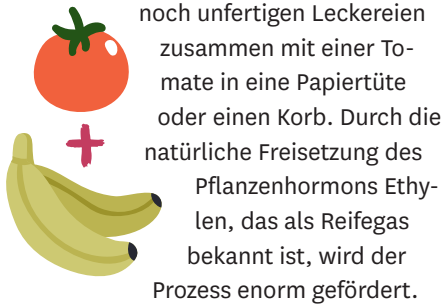 noch unfertigen Leckereien
zusammen mit einer To-
mate in eine Papiertüte
oder einen Korb. Durch die
natürliche Freisetzung des
Pflanzenhormons Ethy-
len, das als Reifegas
bekannt ist, wird der
Prozess enorm gefördert.